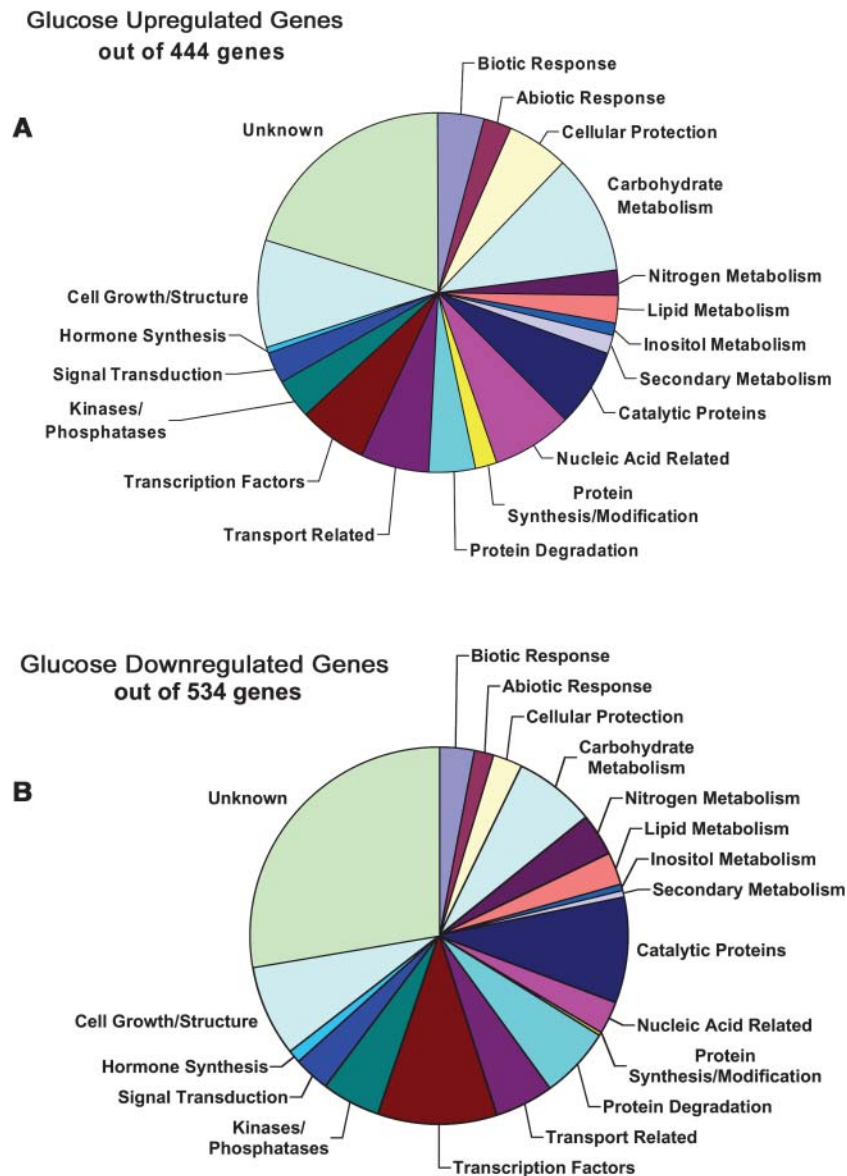 Glucose Upregulated Genes
out of 444 genes
A
Biotic Response
Abiotic Response
Cellular Protection
Carbohydrate
Metabolism
Nitrogen Metabolism
Lipid Metabolism
Inositol Metabolism
Secondary Metabolism
Catalytic Proteins
Nucleic Acid Related
Protein
Synthesis/Modification
Protein Degradation
Transport Related
Transcription Factors
Kinases/
Phosphatases
Signal Transduction
Hormone Synthesis
Cell Growth/Structure
Unknown
Glucose Downregulated Genes
out of 534 genes
B
Biotic Response
Abiotic Response
Cellular Protection
Carbohydrate
Metabolism
Nitrogen Metabolism
Lipid Metabolism
Inositol Metabolism
Secondary Metabolism
Catalytic Proteins
Nucleic Acid Related
Protein
Synthesis/Modification
Protein Degradation
Transport Related
Transcription Factors
Kinases/
Phosphatases
Signal Transduction
Hormone Synthesis
Cell Growth/Structure
Unknown